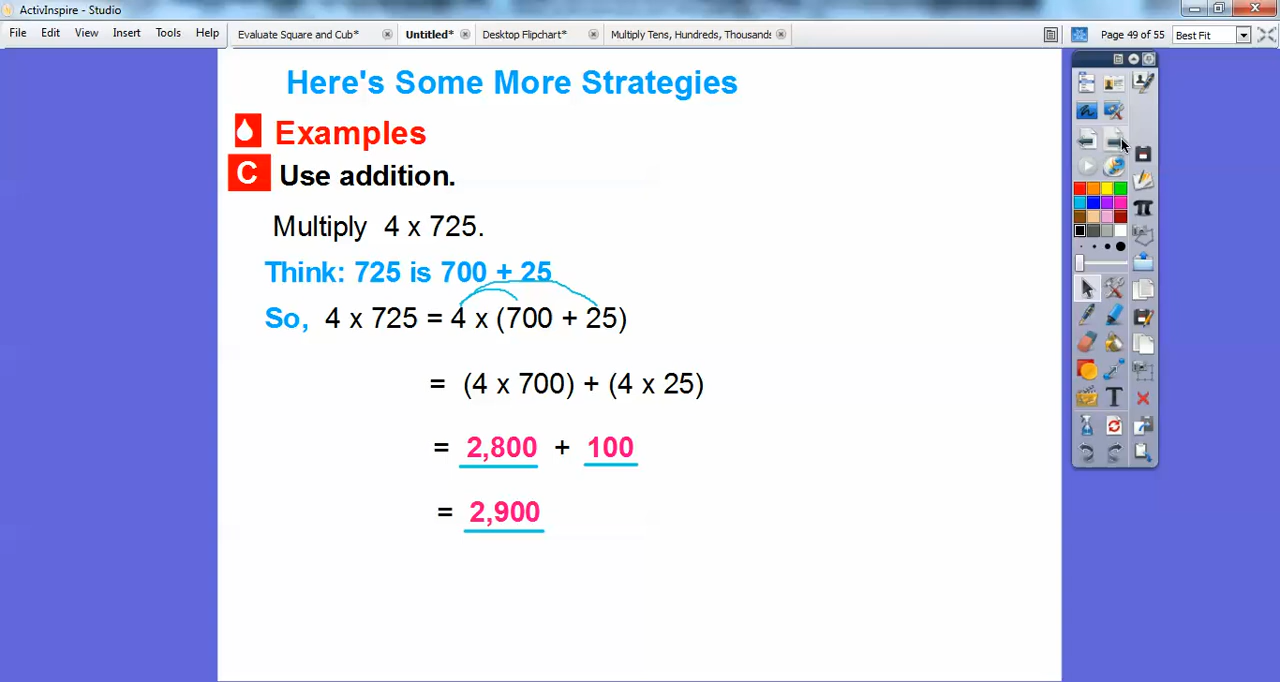 ActivInspire - Studio
File Edit View Insert Tools Help
Evaluate Square and Cub* Untitled* Desktop Flipchart* Multiply Tens, Hundreds, Thousands
Page 49 of 55 Best Fit
Here's Some More Strategies
Examples
C Use addition.
Multiply 4 x 725.
Think: 725 is 700 + 25
So, 4 x 725 = 4 x (700 + 25)
= (4 x 700) + (4 x 25)
= 2,800 + 100
= 2,900